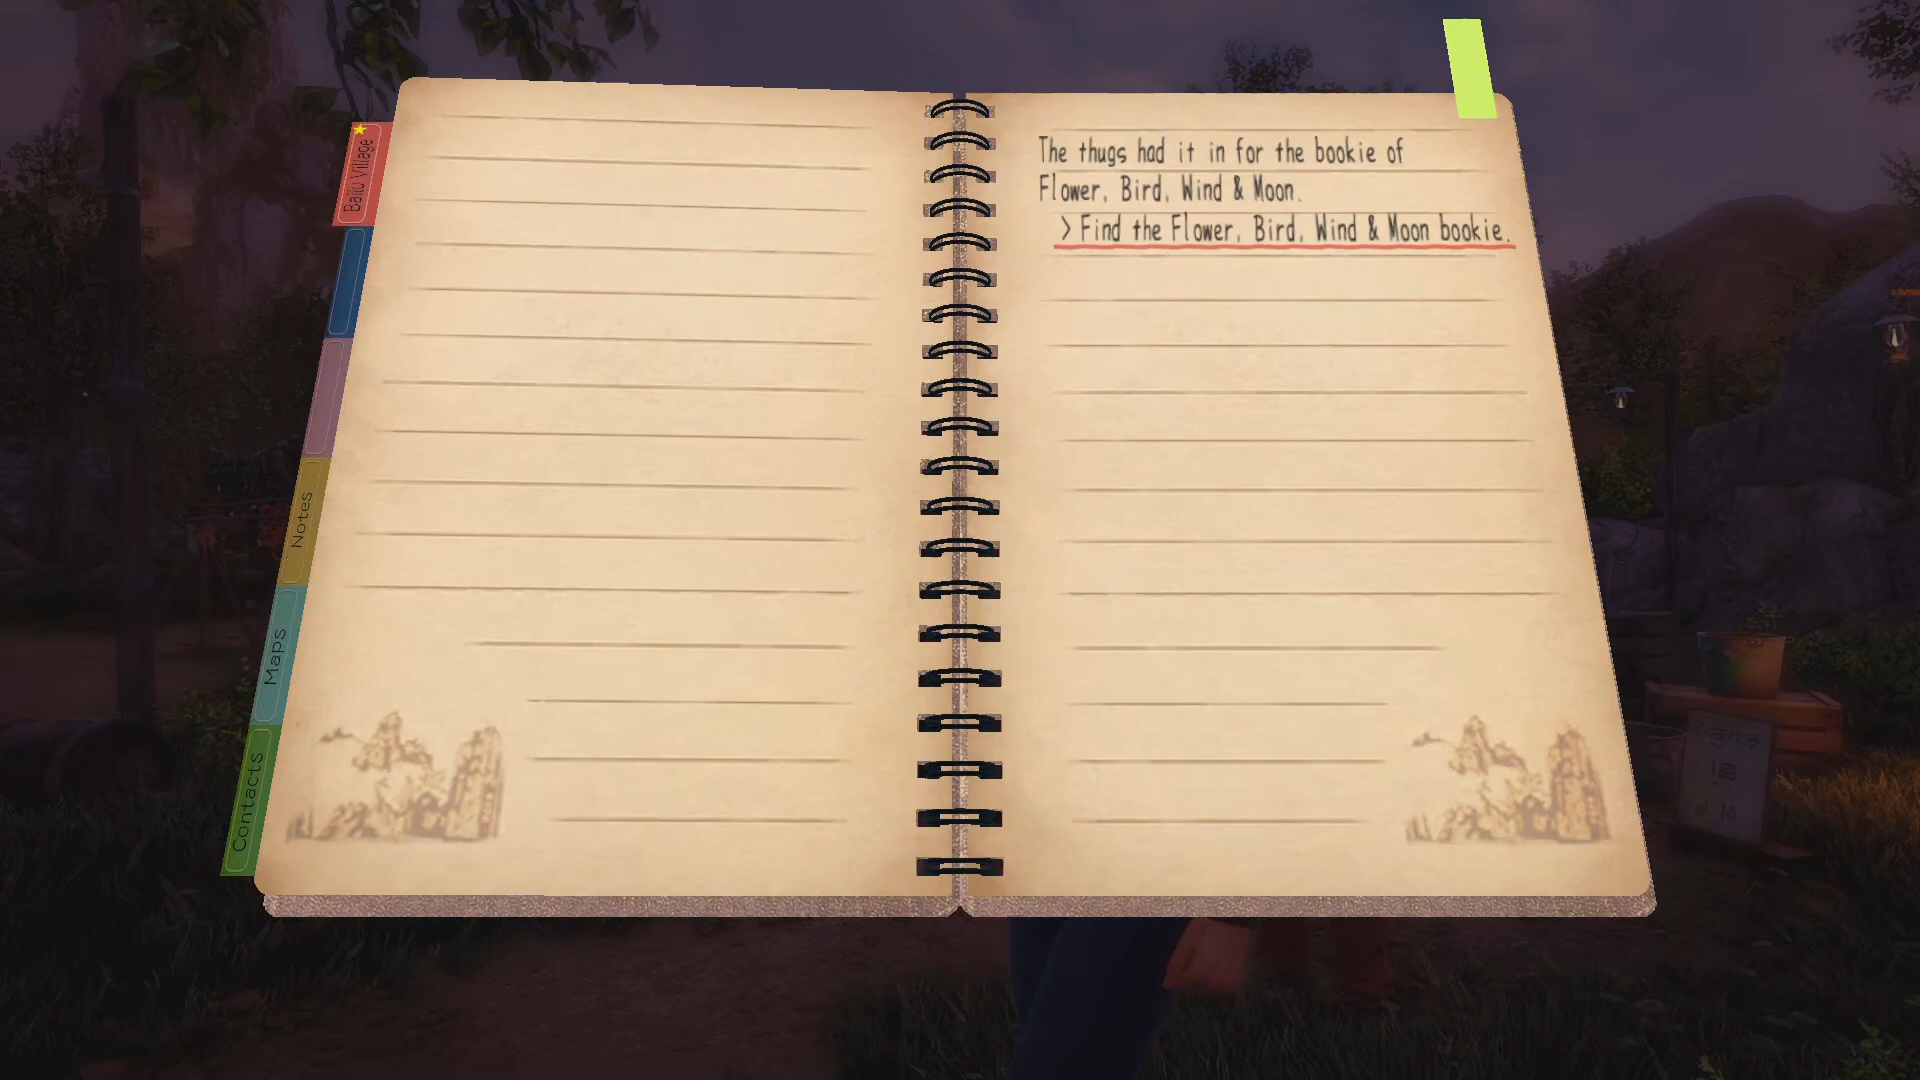 Bailu Village
Notes
Maps
Contacts
The thugs had it in for the bookie of
Flower, Bird, Wind & Moon.
> Find the Flower, Bird, Wind & Moon bookie.